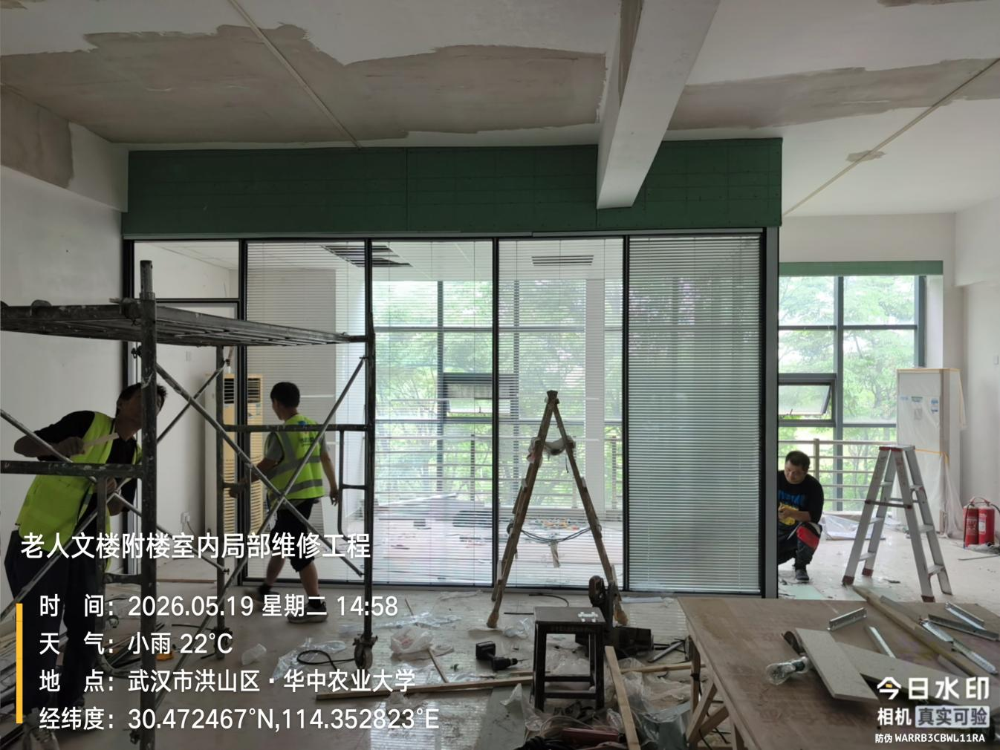 老人文楼附楼室内局部维修工程
时 间：2026.05.19 星期二 14:58
天 气：小雨 22°C
地 点：武汉市洪山区·华中农业大学
经纬度：30.472467°N,114.352823°E
今日水印
相机 真实可验
防伪 WARRB3CBWL11RA